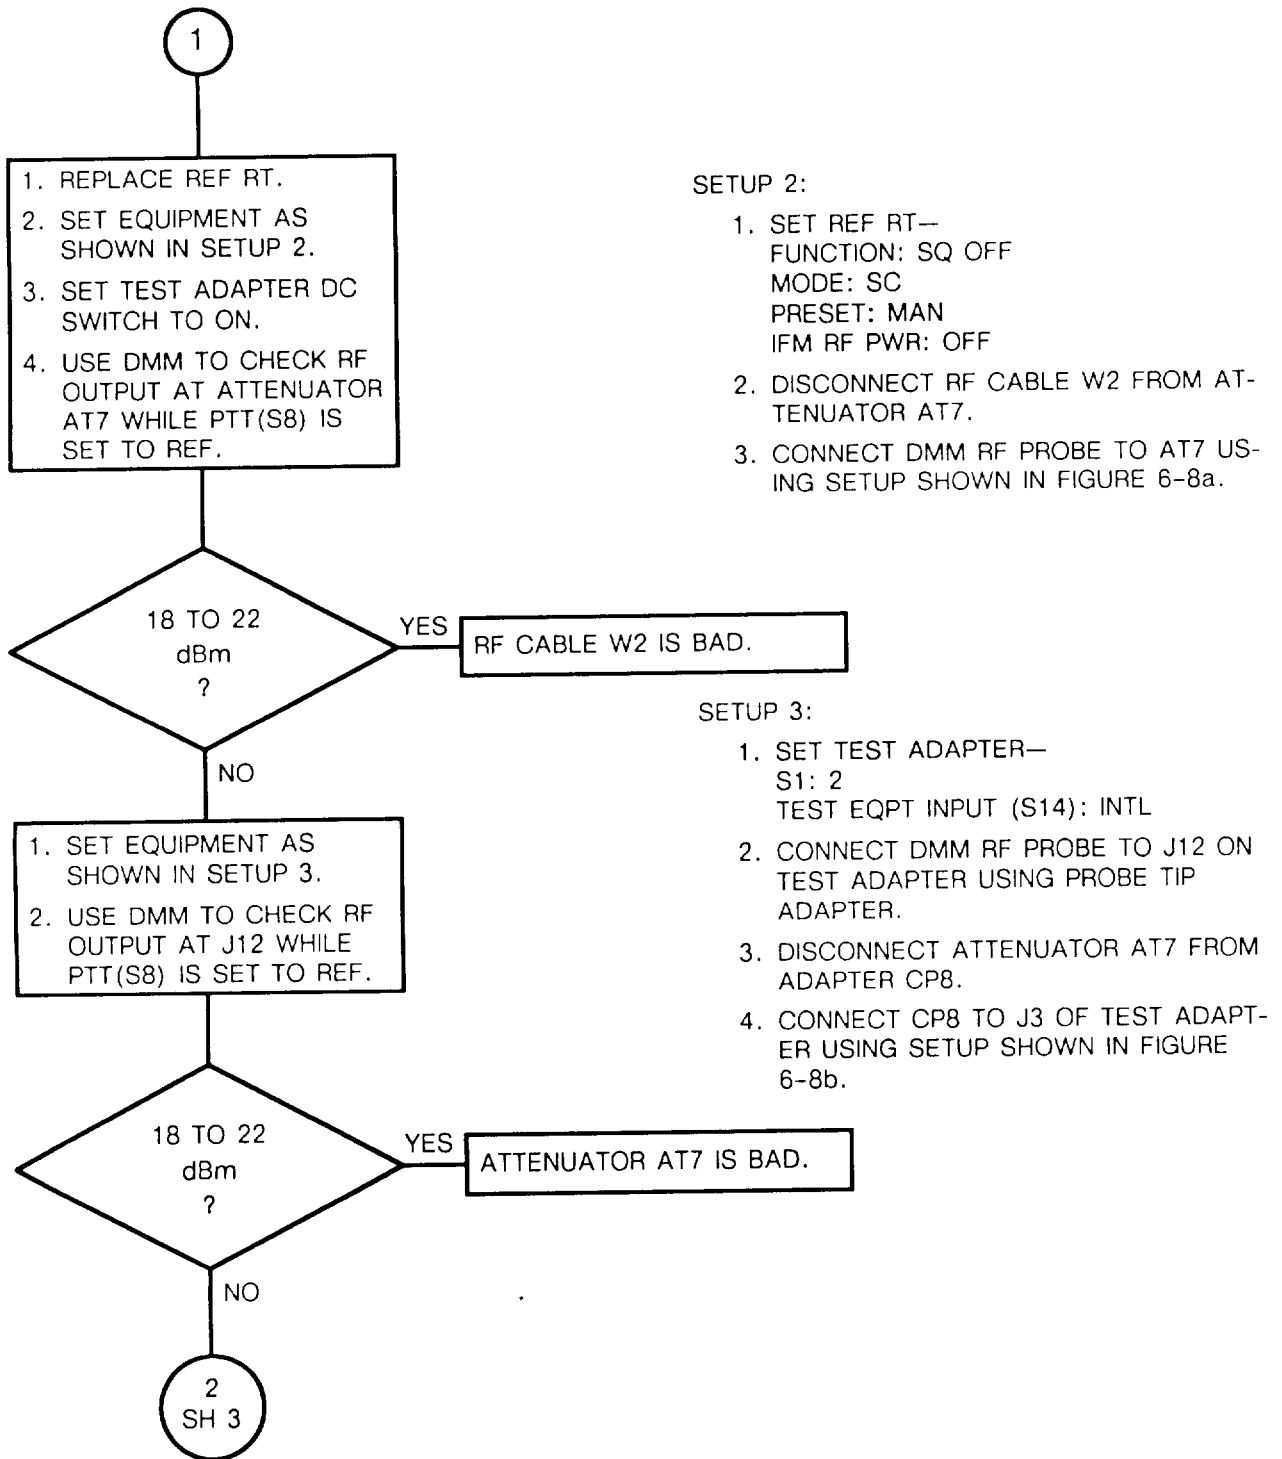 1
1. REPLACE REF RT.
2. SET EQUIPMENT AS
SHOWN IN SETUP 2.
3. SET TEST ADAPTER DC
SWITCH TO ON.
4. USE DMM TO CHECK RF
OUTPUT AT ATTENUATOR
AT7 WHILE PTT(S8) IS
SET TO REF.
SETUP 2:
1. SET REF RT—
FUNCTION: SQ OFF
MODE: SC
PRESET: MAN
IFM RF PWR: OFF
2. DISCONNECT RF CABLE W2 FROM AT-
TENUATOR AT7.
3. CONNECT DMM RF PROBE TO AT7 US-
ING SETUP SHOWN IN FIGURE 6-8a.
18 TO 22
dBm
?
YES
RF CABLE W2 IS BAD.
NO
SETUP 3:
1. SET TEST ADAPTER—
S1: 2
TEST EQPT INPUT (S14): INTL
2. CONNECT DMM RF PROBE TO J12 ON
TEST ADAPTER USING PROBE TIP
ADAPTER.
3. DISCONNECT ATTENUATOR AT7 FROM
ADAPTER CP8.
4. CONNECT CP8 TO J3 OF TEST ADAPT-
ER USING SETUP SHOWN IN FIGURE
6-8b.
1. SET EQUIPMENT AS
SHOWN IN SETUP 3.
2. USE DMM TO CHECK RF
OUTPUT AT J12 WHILE
PTT(S8) IS SET TO REF.
18 TO 22
dBm
?
YES
ATTENUATOR AT7 IS BAD.
NO
2
SH 3